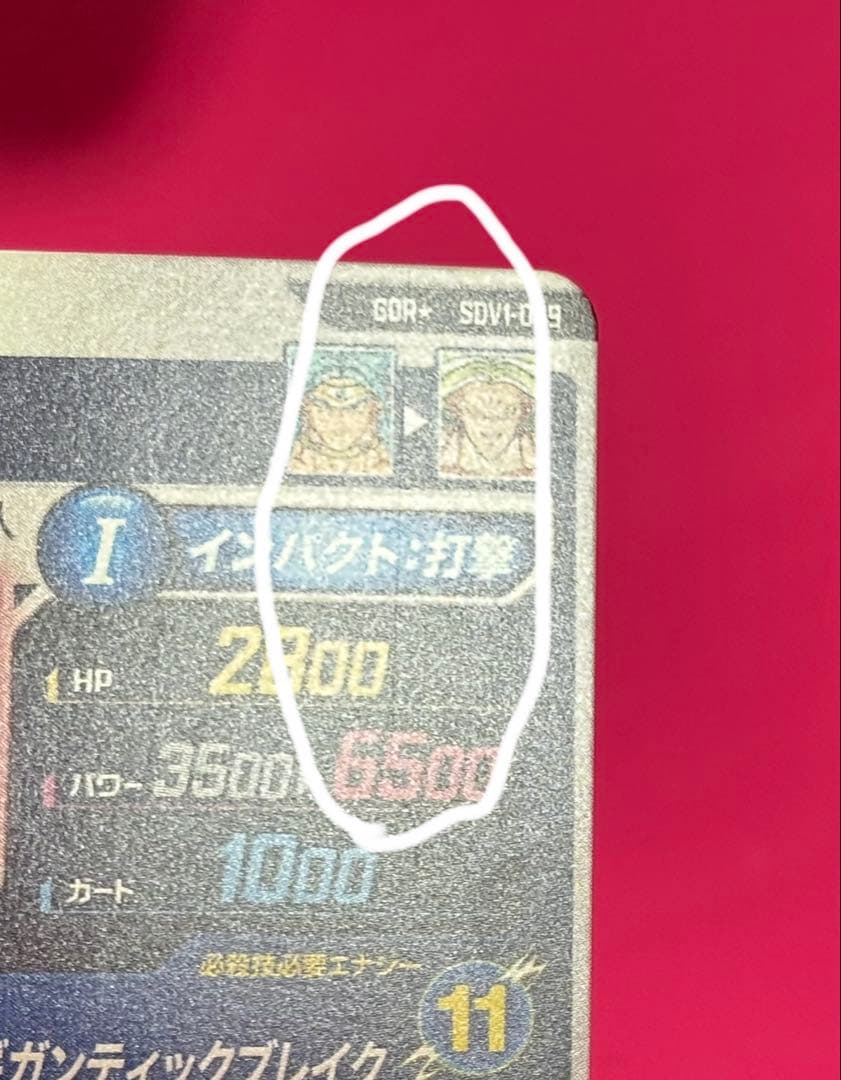 GDR★ SDV1-0 9
人
I インパクト:打撃
HP 2800
パワー 3500 6500
ガード 1000
必殺技必要エナジー
11
ガンティックブレイク